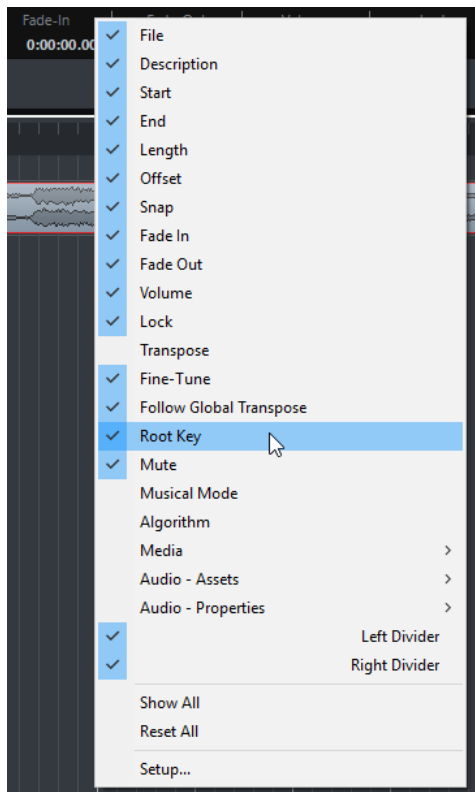 Fade-In
0:00:00.00
File
Description
Start
End
Length
Offset
Snap
Fade In
Fade Out
Volume
Lock
Transpose
Fine-Tune
Follow Global Transpose
Root Key
Mute
Musical Mode
Algorithm
Media
Audio - Assets
Audio - Properties
Left Divider
Right Divider
Show All
Reset All
Setup...